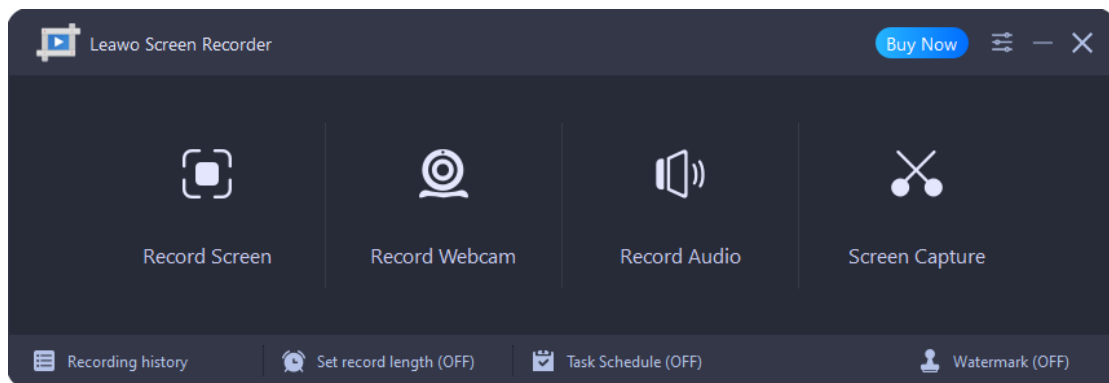 Leawo Screen Recorder
Buy Now
Record Screen
Record Webcam
Record Audio
Screen Capture
Recording history
Set record length (OFF)
Task Schedule (OFF)
Watermark (OFF)